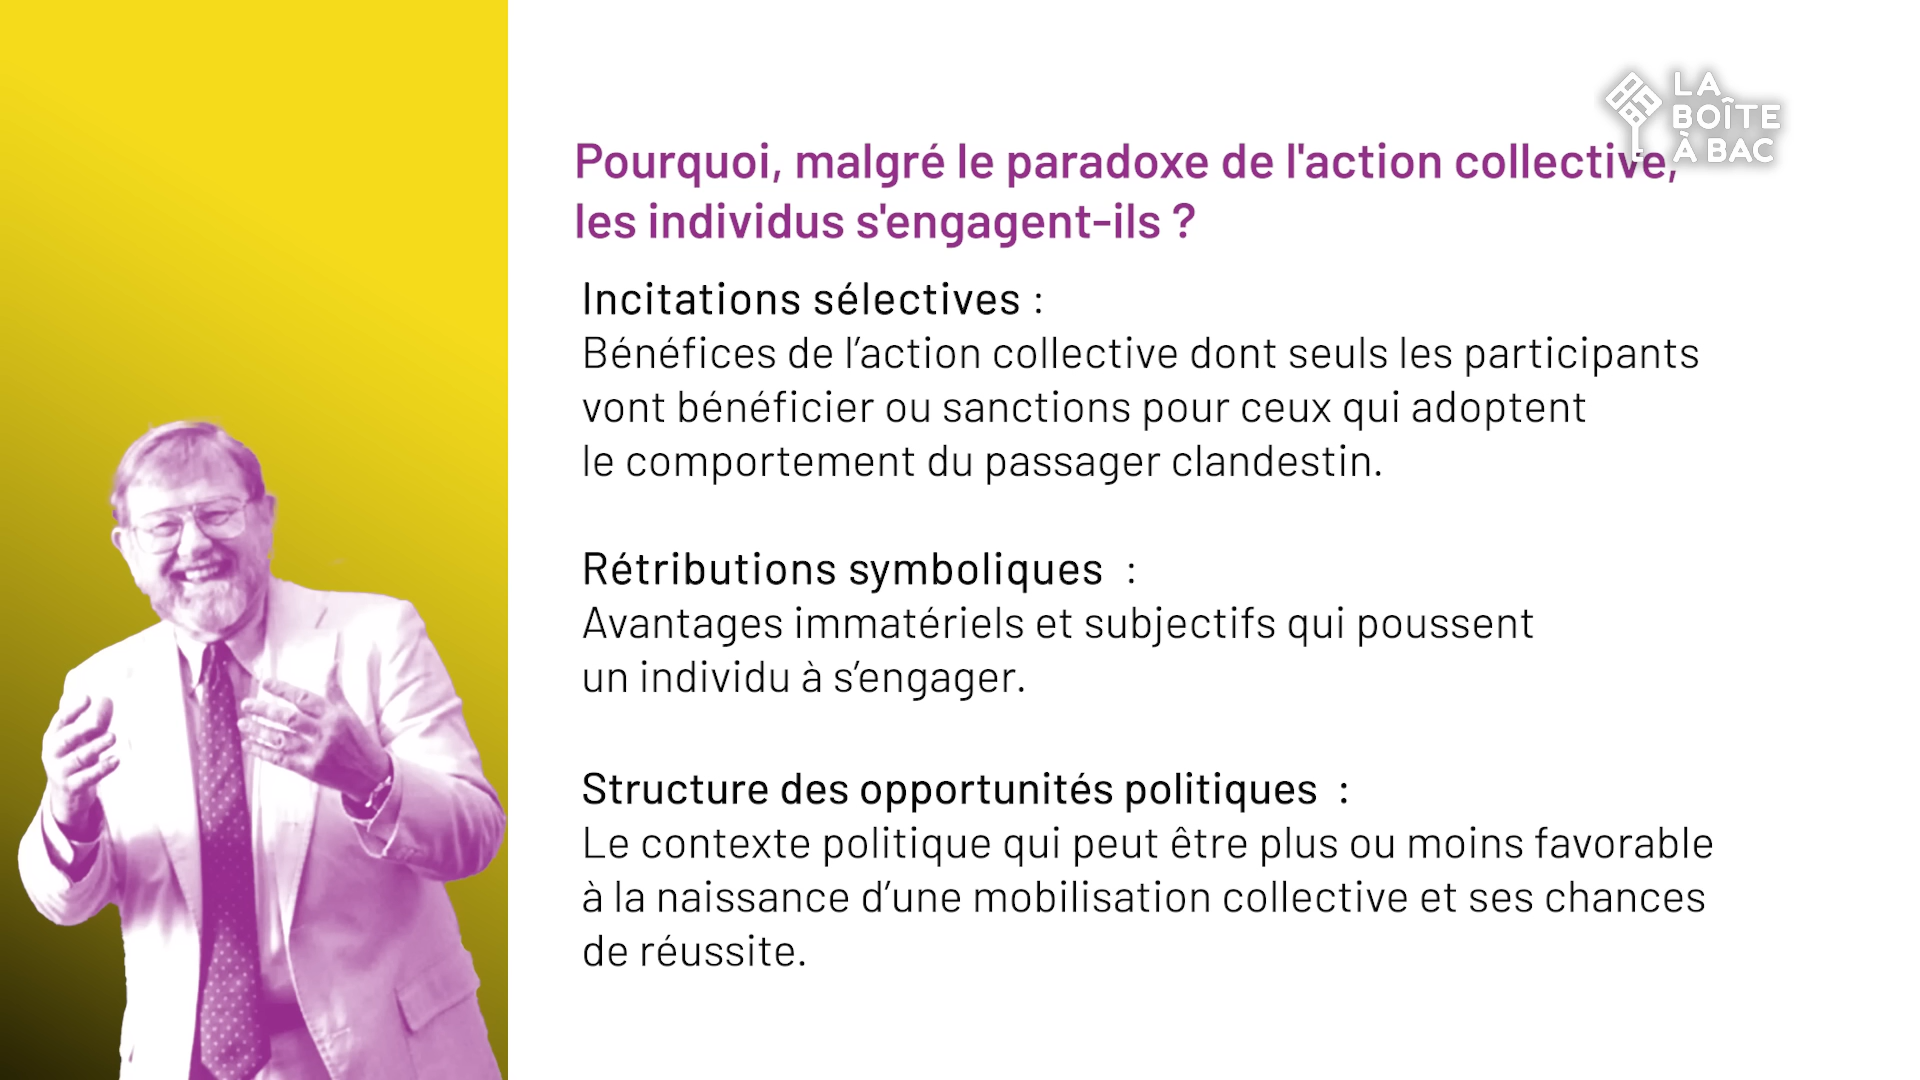 LA
BOÎTE
À BAC
Pourquoi, malgré le paradoxe de l'action collective,
les individus s'engagent-ils ?
Incitations sélectives :
Bénéfices de l’action collective dont seuls les participants
vont bénéficier ou sanctions pour ceux qui adoptent
le comportement du passager clandestin.
Rétributions symboliques :
Avantages immatériels et subjectifs qui poussent
un individu à s’engager.
Structure des opportunités politiques :
Le contexte politique qui peut être plus ou moins favorable
à la naissance d’une mobilisation collective et ses chances
de réussite.